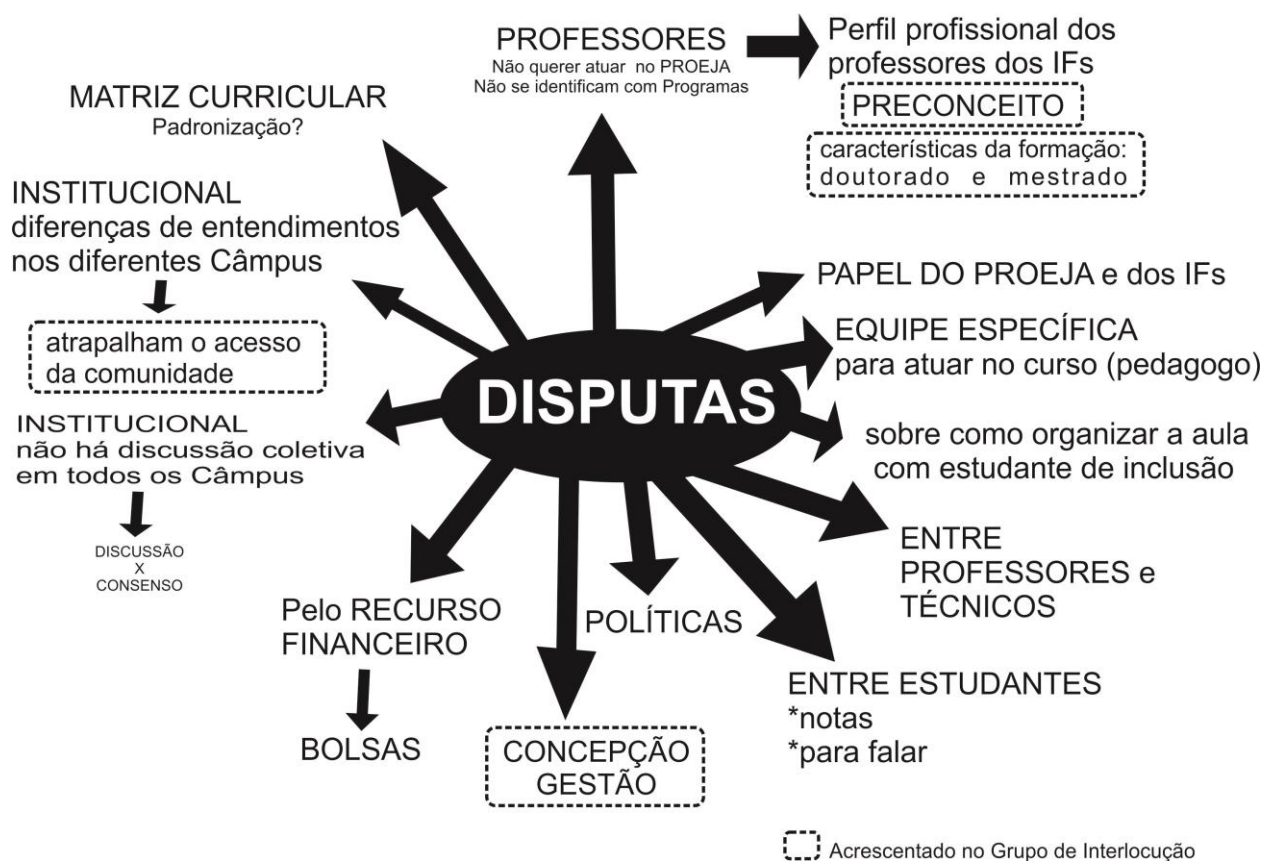 PROFESSORES
Não querer atuar no PROEJA
Não se identificam com Programas
Perfil profissional dos
professores dos IFs
PRECONCEITO
características da formação:
doutorado e mestrado
MATRIZ CURRICULAR
Padronização?
INSTITUCIONAL
diferenças de entendimentos
nos diferentes Câmpus
atrapalham o acesso
da comunidade
INSTITUCIONAL
não há discussão coletiva
em todos os Câmpus
DISCUSSÃO
X
CONSENSO
DISPUTAS
PAPEL DO PROEJA e dos IFs
EQUIPE ESPECÍFICA
para atuar no curso (pedagogo)
sobre como organizar a aula
com estudante de inclusão
ENTRE
PROFESSORES e
TÉCNICOS
Pelo RECURSO
FINANCEIRO
BOLSAS
CONCEPÇÃO
GESTÃO
POLÍTICAS
ENTRE ESTUDANTES
*notas
*para falar
Acrescentado no Grupo de Interlocução